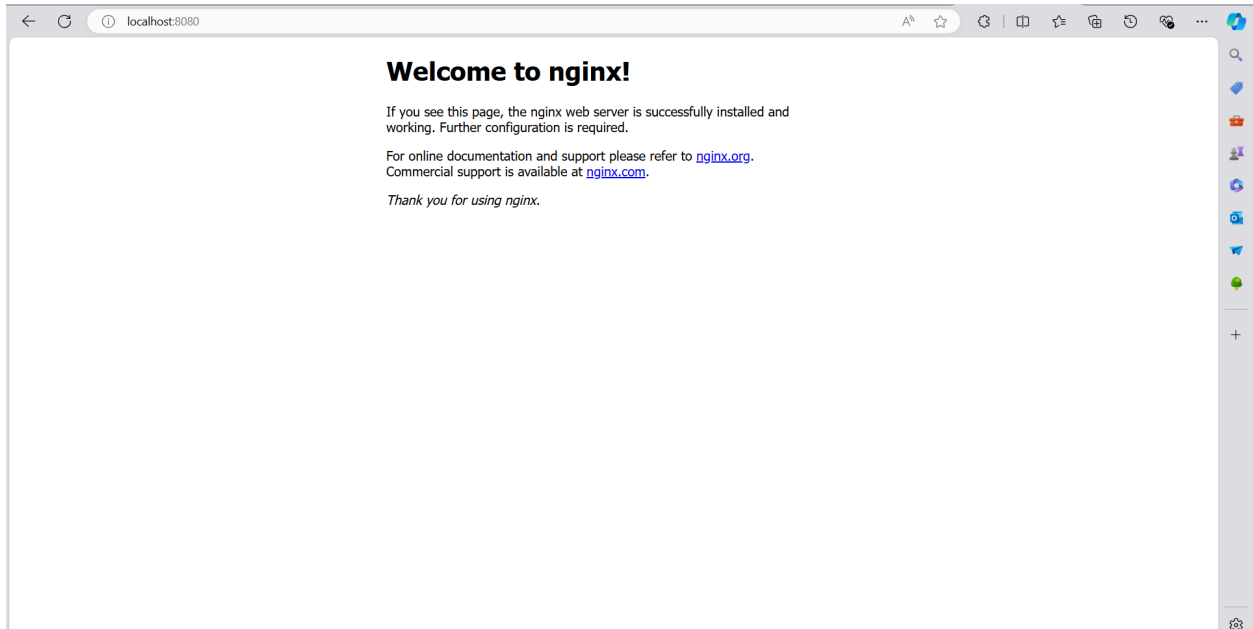 localhost:8080
Welcome to nginx!
If you see this page, the nginx web server is successfully installed and
working. Further configuration is required.
For online documentation and support please refer to nginx.org.
Commercial support is available at nginx.com.
Thank you for using nginx.